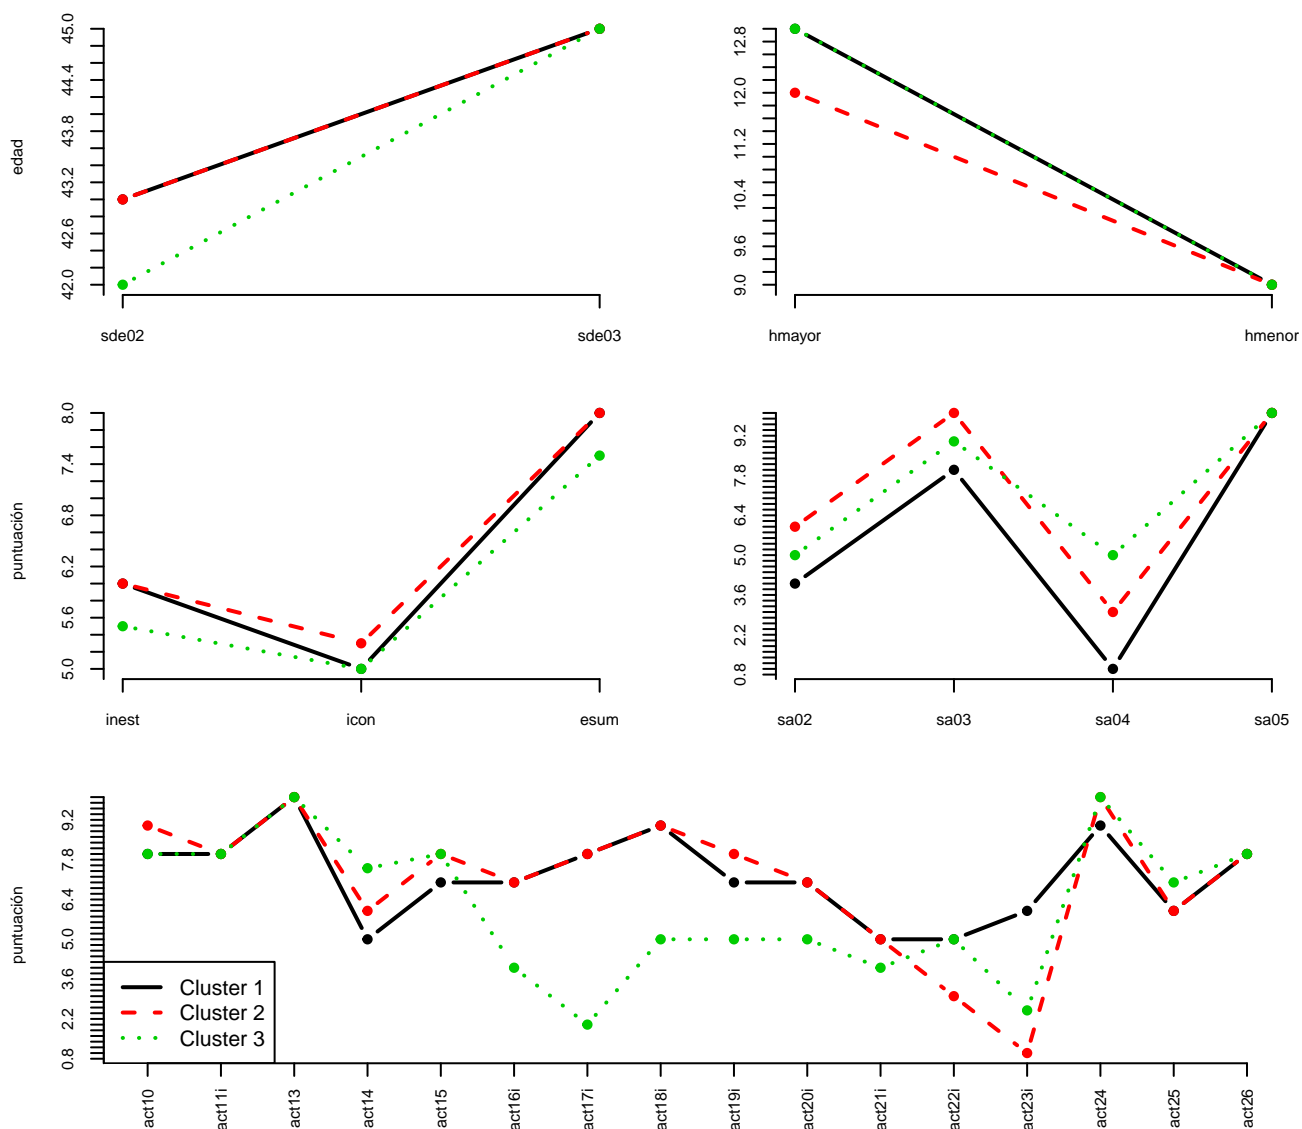 edad
45.0
44.4
43.8
43.2
42.6
42.0
sde02
sde03
12.8
12.0
11.2
10.4
9.6
9.0
hmayor
hmenor
puntuación
8.0
7.4
6.8
6.2
5.6
5.0
inest
icon
esum
9.2
7.8
6.4
5.0
3.6
2.2
0.8
sa02
sa03
sa04
sa05
puntuación
9.2
7.8
6.4
5.0
3.6
2.2
0.8
Cluster 1
Cluster 2
Cluster 3
act10
act11i
act13
act14
act15
act16i
act17i
act18i
act19i
act20i
act21i
act22i
act23i
act24
act25
act26